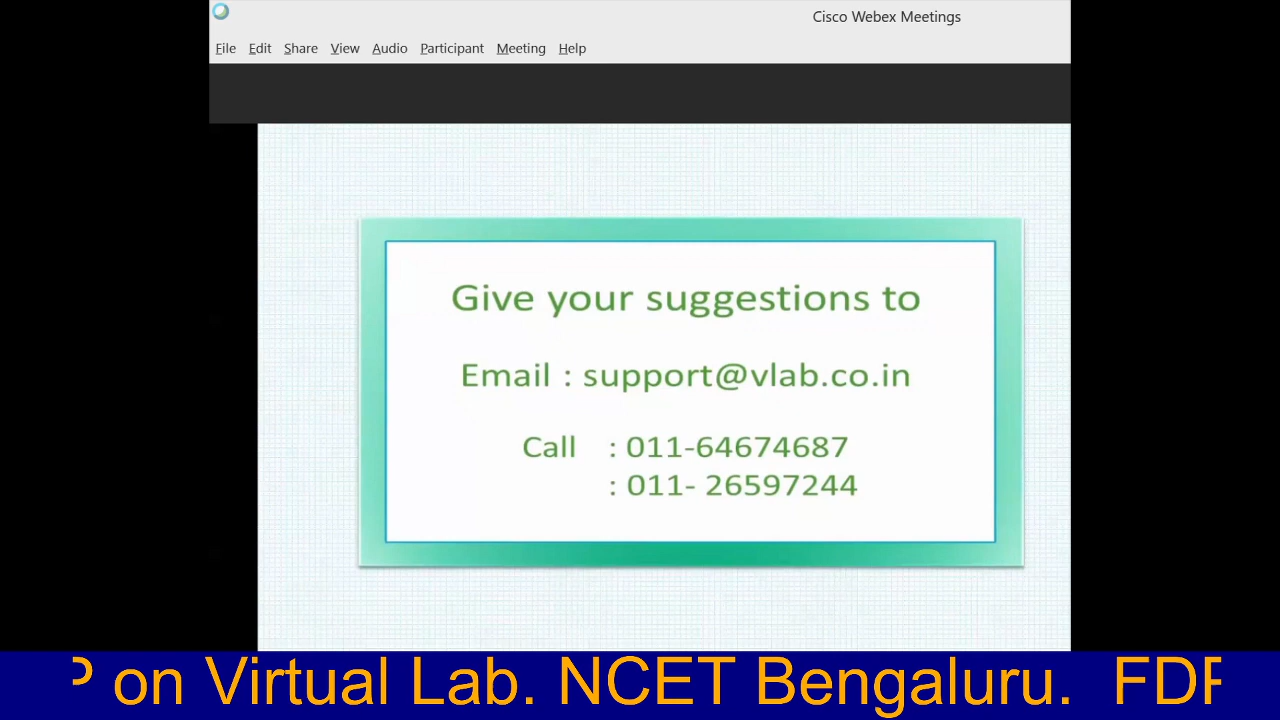 Cisco Webex Meetings
File Edit Share View Audio Participant Meeting Help
Give your suggestions to
Email : support@vlab.co.in
Call : 011-64674687
: 011- 26597244
on Virtual Lab. NCET Bengaluru.